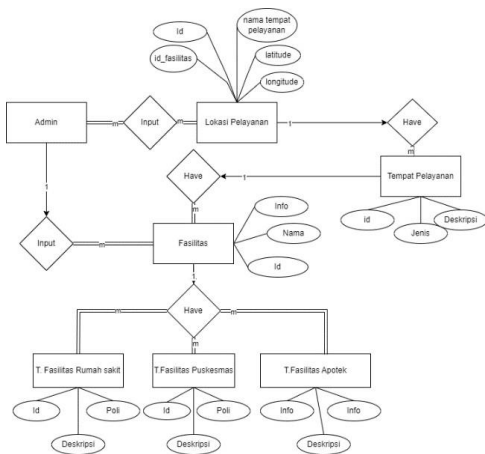 nama tempat
pelayanan
Id
id_fasilitas
latitude
longitude
Admin
m
Input
m
Lokasi Pelayanan
1
Have
m
Tempat Pelayanan
1
Have
m
id
Jenis
Deskripsi
1
Input
m
Fasilitas
Info
Nama
Id
1.
Have
m
m
m
T. Fasilitas Rumah sakit
T.Fasilitas Puskesmas
T.Fasilitas Apotek
Id
Poli
Deskripsi
Id
Poli
Deskripsi
Info
Info
Deskripsi